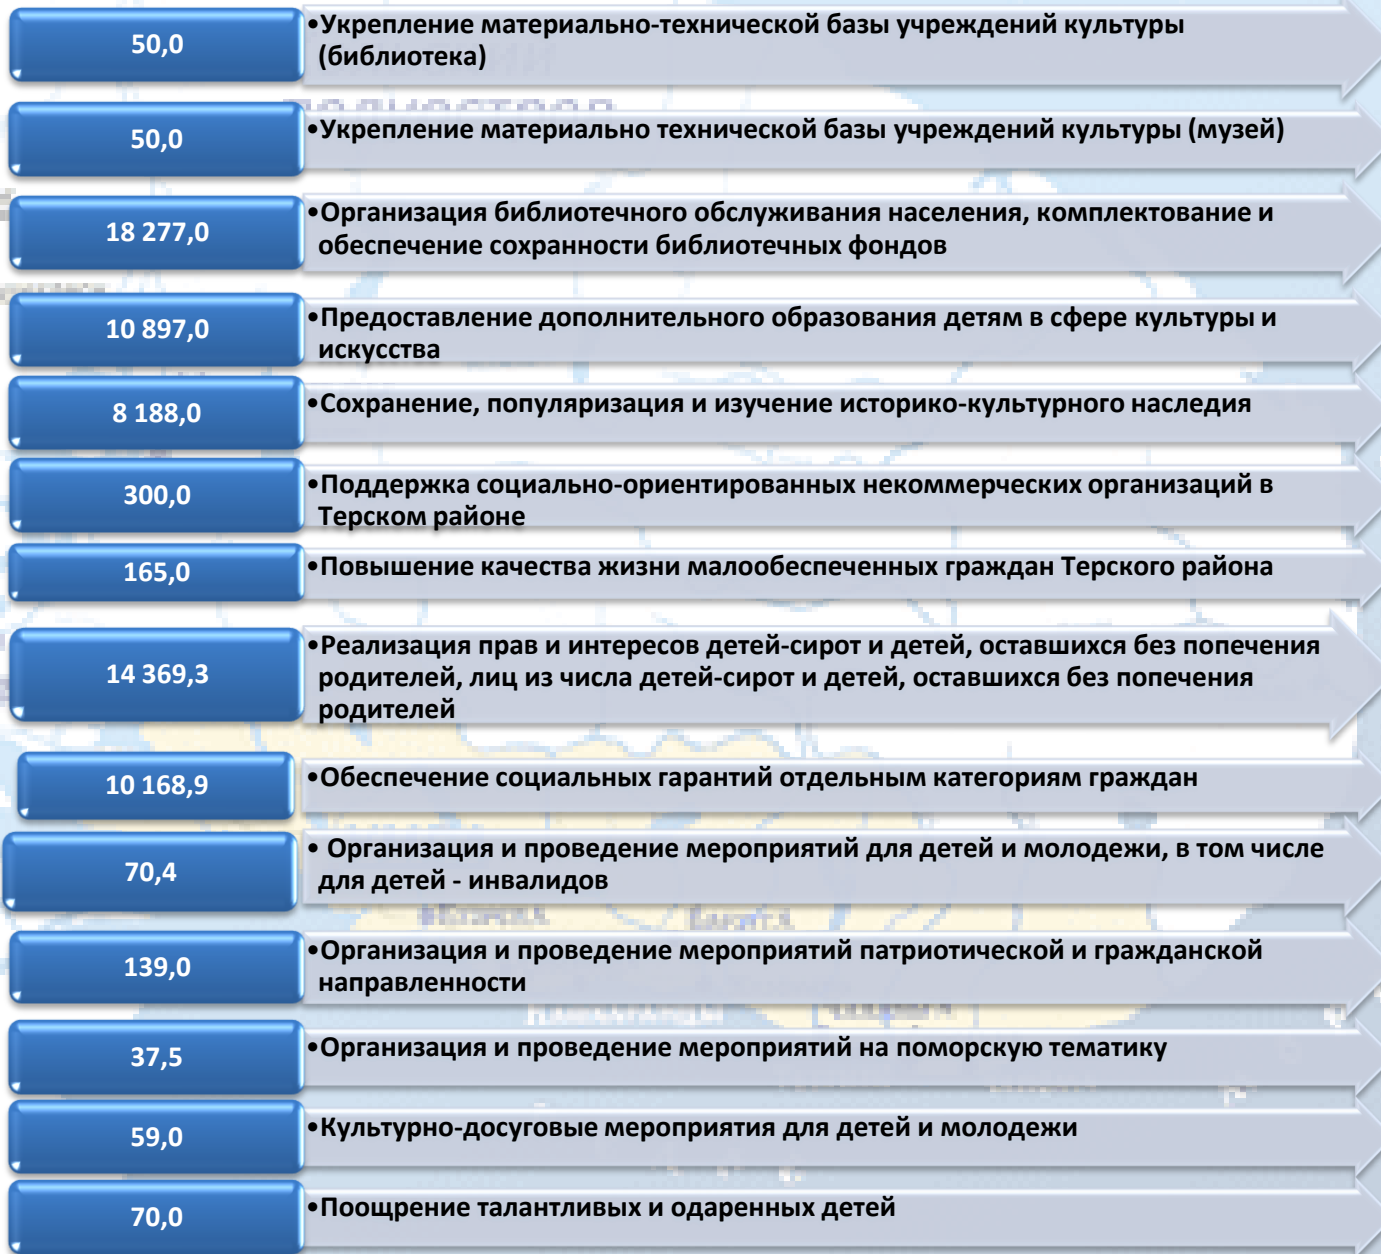 50,0
•Укрепление материально-технической базы учреждений культуры
(библиотека)
50,0
•Укрепление материально технической базы учреждений культуры (музей)
18 277,0
•Организация библиотечного обслуживания населения, комплектование и
обеспечение сохранности библиотечных фондов
10 897,0
•Предоставление дополнительного образования детям в сфере культуры и
искусства
8 188,0
•Сохранение, популяризация и изучение историко-культурного наследия
300,0
•Поддержка социально-ориентированных некоммерческих организаций в
Терском районе
165,0
•Повышение качества жизни малообеспеченных граждан Терского района
14 369,3
•Реализация прав и интересов детей-сирот и детей, оставшихся без попечения
родителей, лиц из числа детей-сирот и детей, оставшихся без попечения
родителей
10 168,9
•Обеспечение социальных гарантий отдельным категориям граждан
70,4
• Организация и проведение мероприятий для детей и молодежи, в том числе
для детей - инвалидов
139,0
•Организация и проведение мероприятий патриотической и гражданской
направленности
37,5
•Организация и проведение мероприятий на поморскую тематику
59,0
•Культурно-досуговые мероприятия для детей и молодежи
70,0
•Поощрение талантливых и одаренных детей